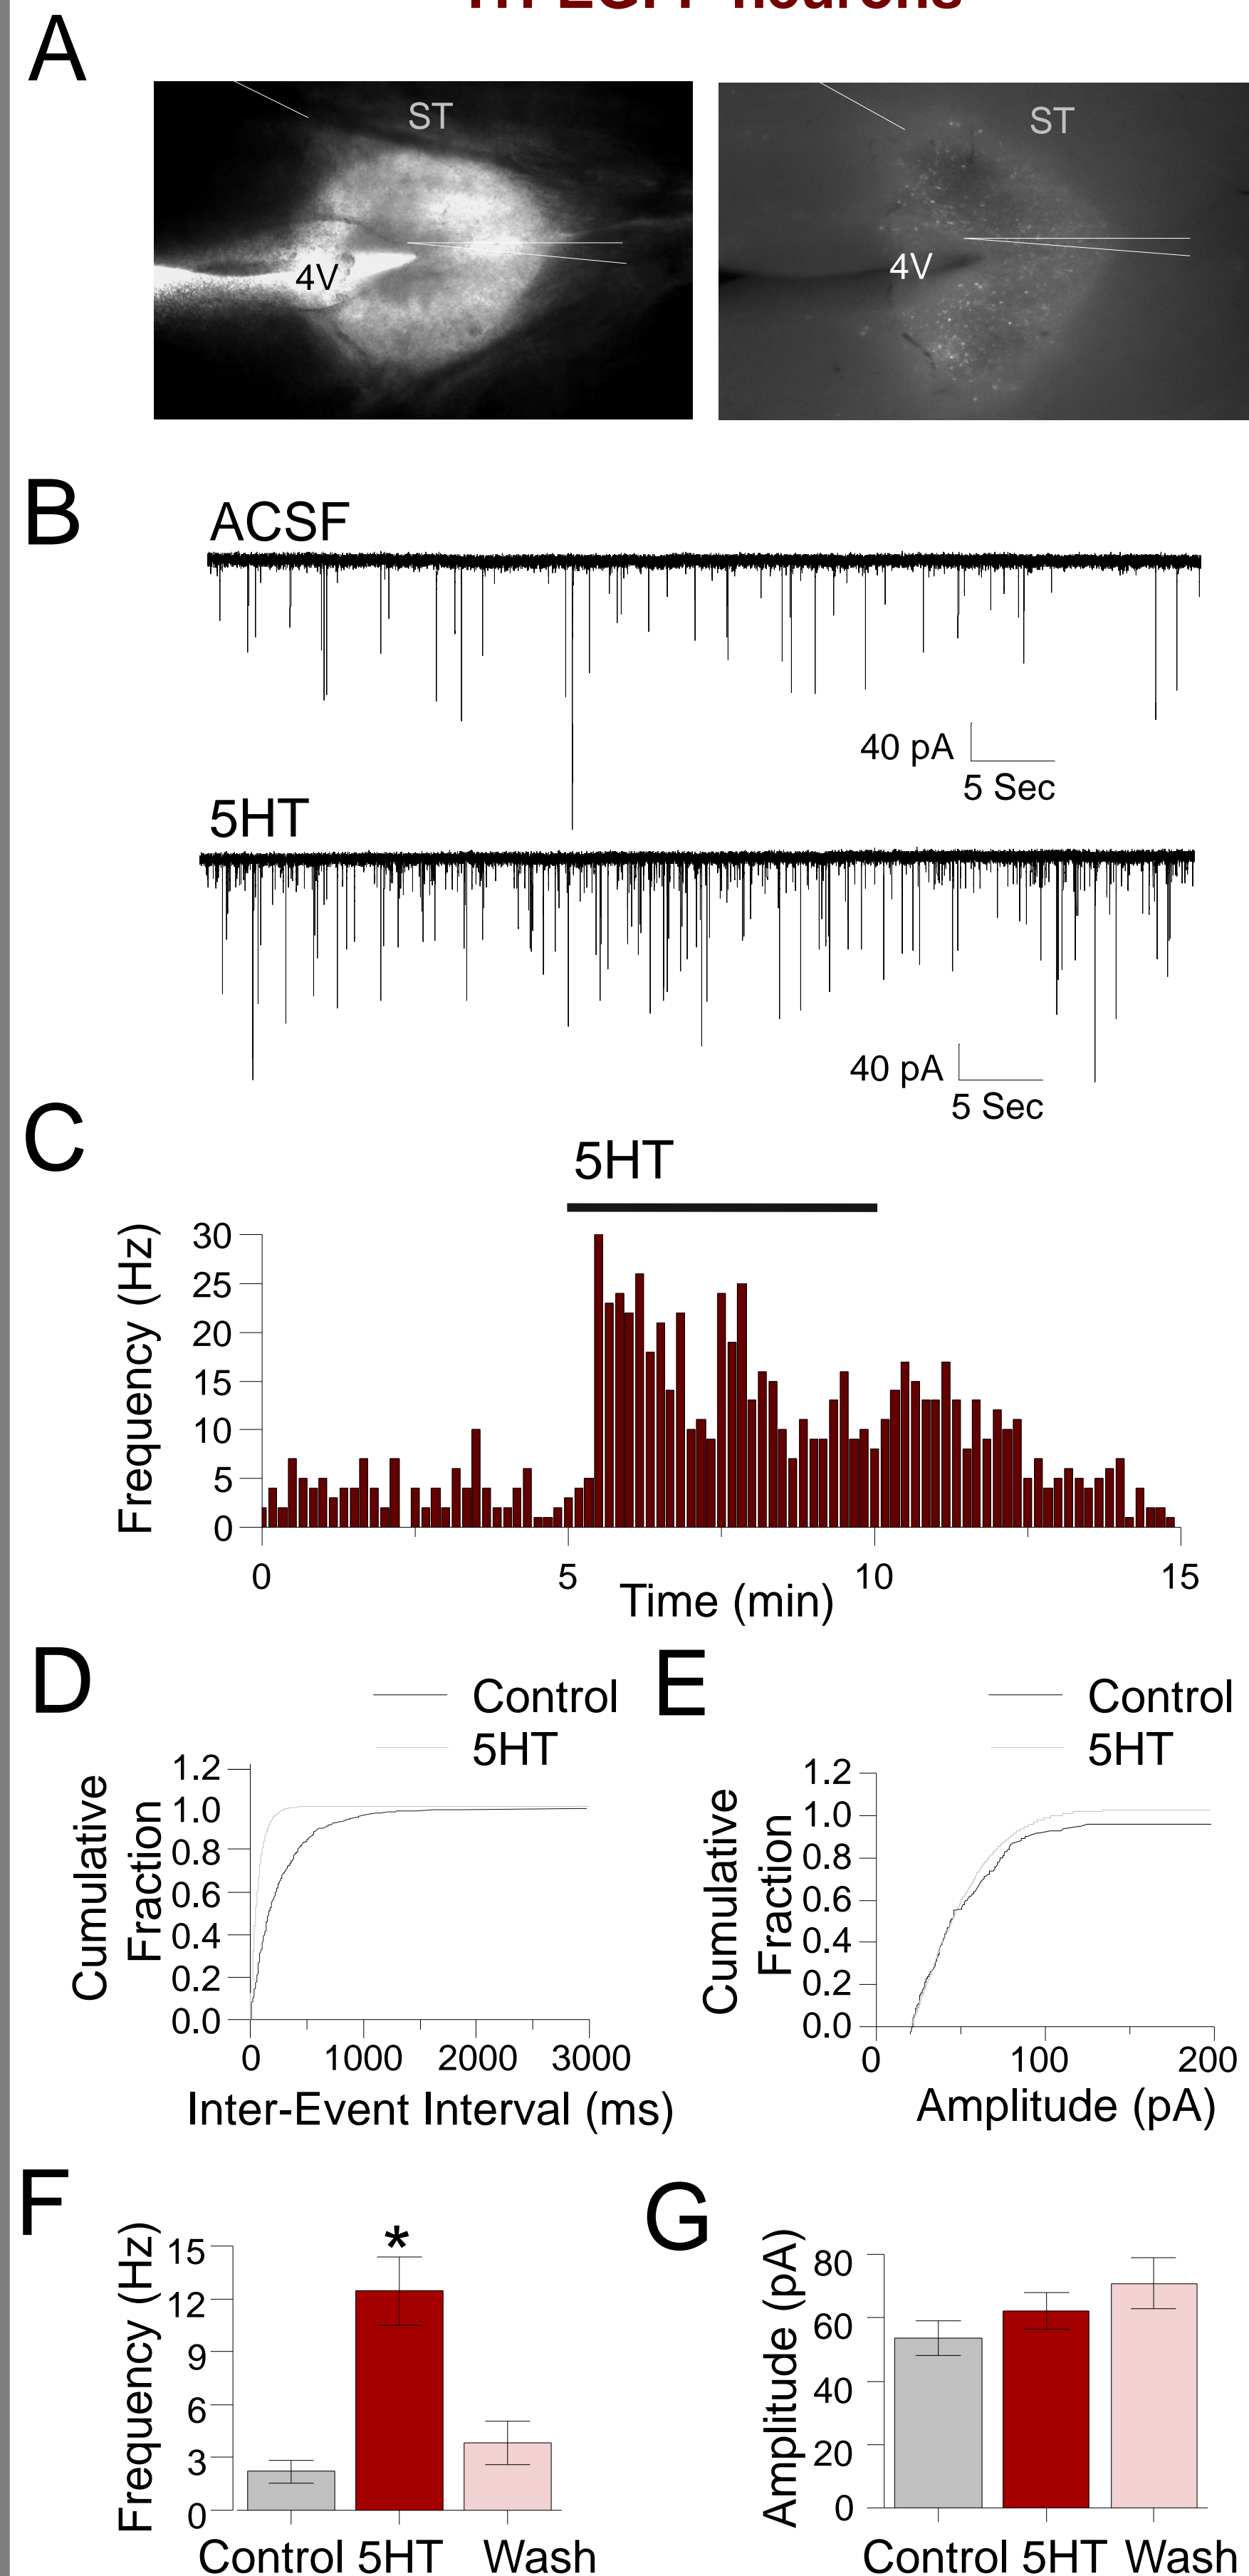 neurons
A
ST
ST
4V
4V
B
ACSF
40 pA
5 Sec
5HT
40 pA
5 Sec
C
5HT
Frequency (Hz)
30
25
20
15
10
5
0
0
5
10
15
Time (min)
D
Control
5HT
Cumulative
Fraction
1.2
1.0
0.8
0.6
0.4
0.2
0.0
0
1000
2000
3000
Inter-Event Interval (ms)
E
Control
5HT
Cumulative
Fraction
1.2
1.0
0.8
0.6
0.4
0.2
0.0
0
100
200
Amplitude (pA)
F
Frequency (Hz)
15
12
9
6
3
0
*
Control
5HT
Wash
G
Amplitude (pA)
80
60
40
20
0
Control
5HT
Wash